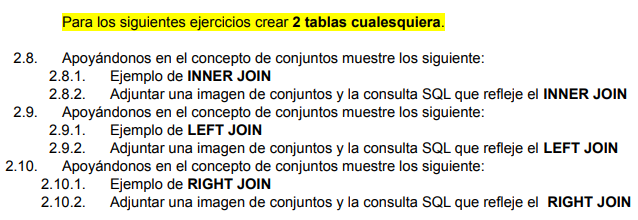 Para los siguientes ejercicios crear 2 tablas cualesquiera.
2.8. Apoyándonos en el concepto de conjuntos muestre los siguiente:
2.8.1. Ejemplo de INNER JOIN
2.8.2. Adjuntar una imagen de conjuntos y la consulta SQL que refleje el INNER JOIN
2.9. Apoyándonos en el concepto de conjuntos muestre los siguiente:
2.9.1. Ejemplo de LEFT JOIN
2.9.2. Adjuntar una imagen de conjuntos y la consulta SQL que refleje el LEFT JOIN
2.10. Apoyándonos en el concepto de conjuntos muestre los siguiente:
2.10.1. Ejemplo de RIGHT JOIN
2.10.2. Adjuntar una imagen de conjuntos y la consulta SQL que refleje el RIGHT JOIN